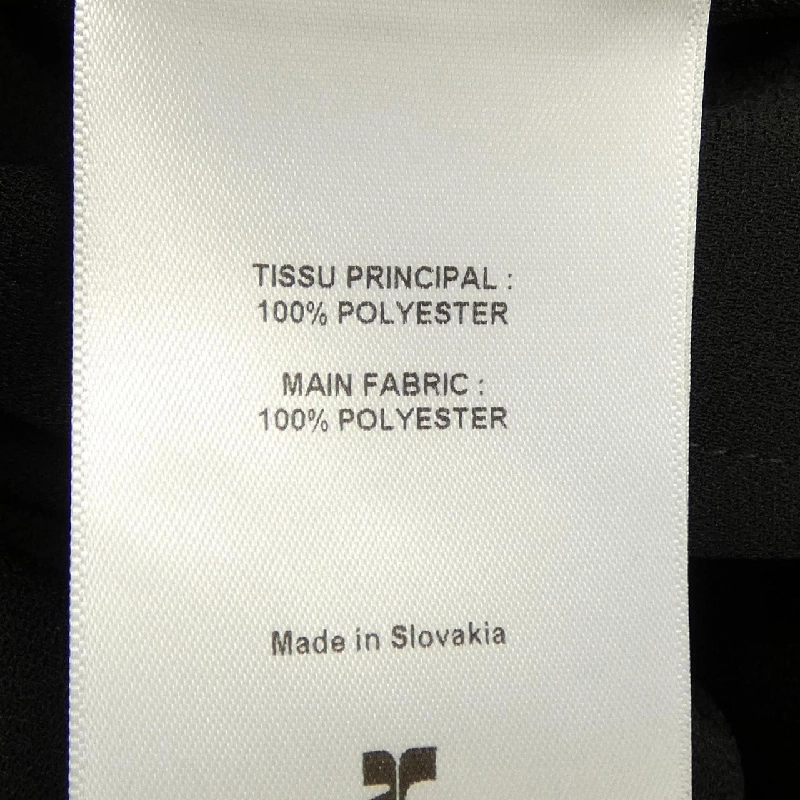 TISSU PRINCIPAL :
100% POLYESTER
MAIN FABRIC :
100% POLYESTER
Made in Slovakia